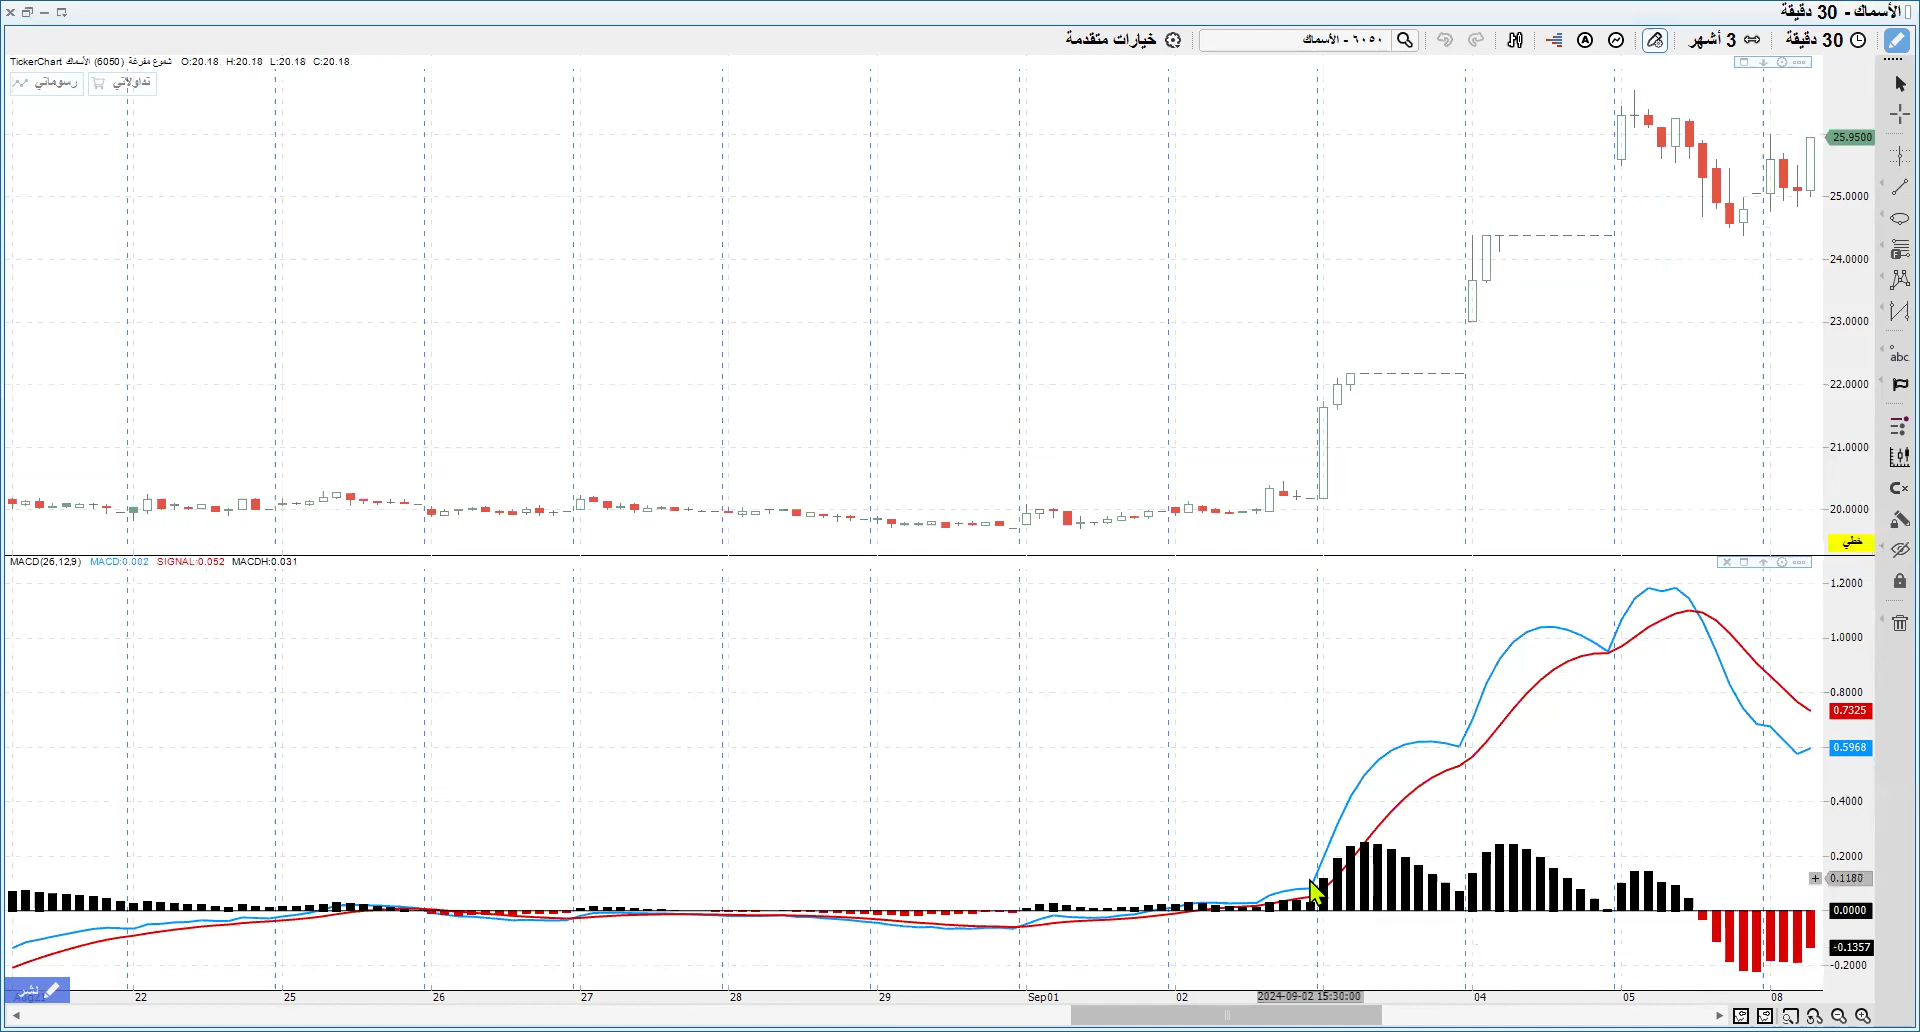 الأسماك - 30 دقيقة
30 دقيقة
3 أشهر
٦٠٥٠ - الأسماك
خيارات متقدمة
TickerChart شموع مفرغة (6050) الأسماك O:20.18 H:20.18 L:20.18 C:20.18
رسوماتي
تداولاتي
25.9500
25.0000
24.0000
23.0000
22.0000
21.0000
20.0000
خطي
abc
MACD(26,12,9) MACD:0.002 SIGNAL:0.052 MACDH:0.031
1.2000
1.0000
0.8000
0.7325
0.5968
0.4000
0.2000
0.1180
0.0000
-0.1357
-0.2000
نشر
22 25 26 27 28 29 Sep01 02 2024-09-02 15:30:00 04 05 08